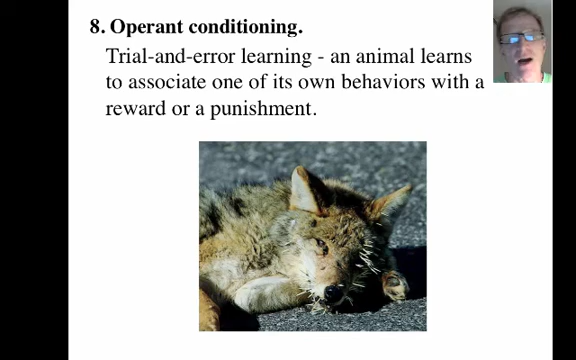 8. Operant conditioning.
Trial-and-error learning - an animal learns
to associate one of its own behaviors with a
reward or a punishment.